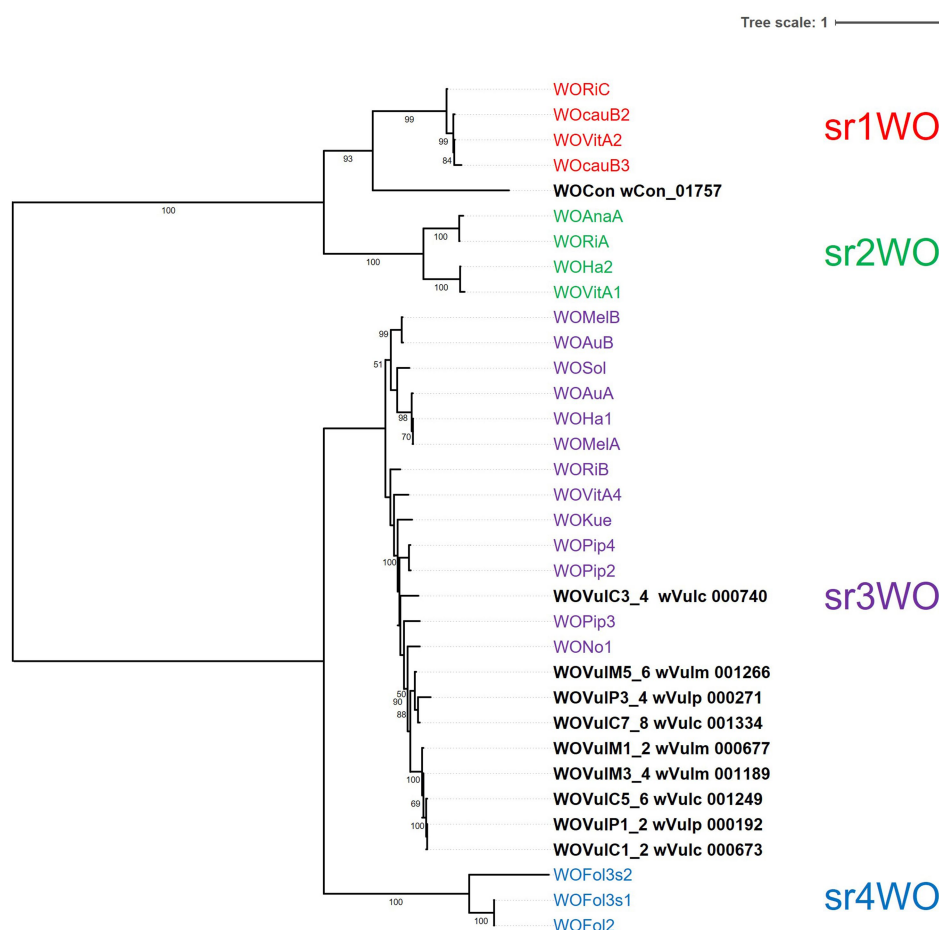 Tree scale: 1
WORiC
WOcauB2
sr1WO
99
WOVitA2
99
84
WOcauB3
93
WOCon wCon_01757
100
WOAnaA
100
WORiA
sr2WO
100
WOHa2
100
WOVitA1
WOMelB
99
WOAuB
51
WOSol
WOAuA
98
WOHa1
70
WOMelA
WORiB
WOVitA4
WOKue
WOPip4
100
WOPip2
WOVulC3_4 wVulc 000740
sr3WO
WOPip3
WONo1
WOVulM5_6 wVulm 001266
50
WOVulP3_4 wVulp 000271
90
88
WOVulC7_8 wVulc 001334
WOVulM1_2 wVulm 000677
100
WOVulM3_4 wVulm 001189
69
WOVulC5_6 wVulc 001249
100
WOVulP1_2 wVulp 000192
WOVulC1_2 wVulc 000673
WOFol3s2
100
WOFol3s1
sr4WO
100
WOFol2